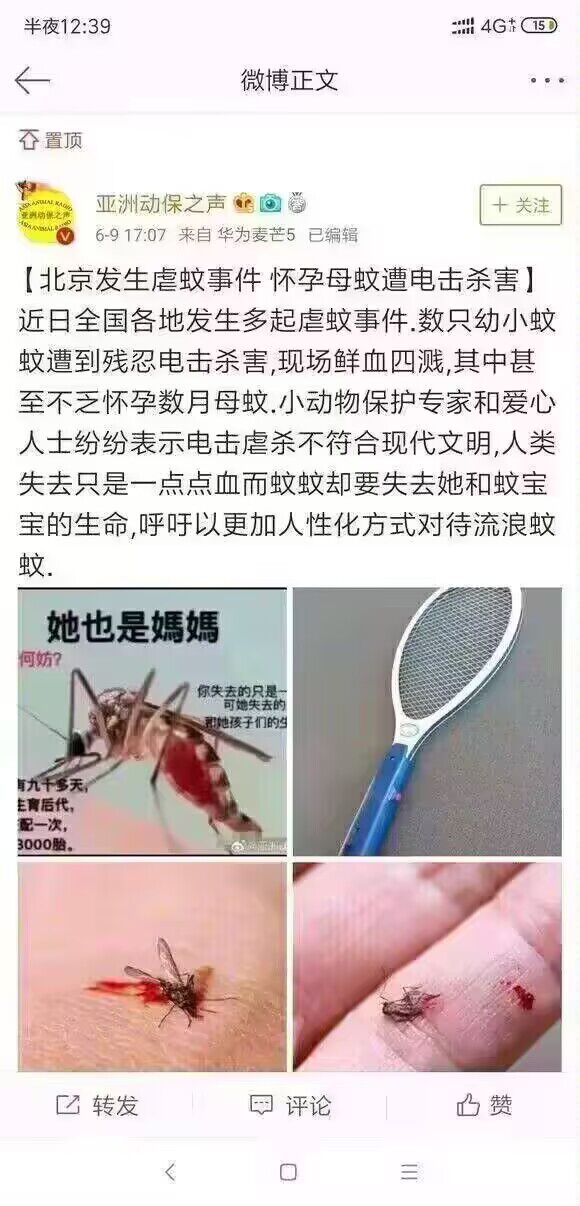 半夜12:39
4G+
15
微博正文
置顶
亚洲动保之声
亚洲动保之声
+ 关注
6-9 17:07 来自 华为麦芒5 已编辑
【北京发生虐蚊事件 怀孕母蚊遭电击杀害】
近日全国各地发生多起虐蚊事件.数只幼小蚊
蚊遭到残忍电击杀害,现场鲜血四溅,其中甚
至不乏怀孕数月母蚊.小动物保护专家和爱心
人士纷纷表示电击虐杀不符合现代文明,人类
失去只是一点点血而蚊蚊却要失去她和蚊宝
宝的生命,呼吁以更加人性化方式对待流浪蚊
蚊.
她也是媽媽
何妨?
你失去的只是一
可她失去的
和她孩子们的生
有九十多天,
生育后代,
配一次,
3000胎。
转发
评论
赞